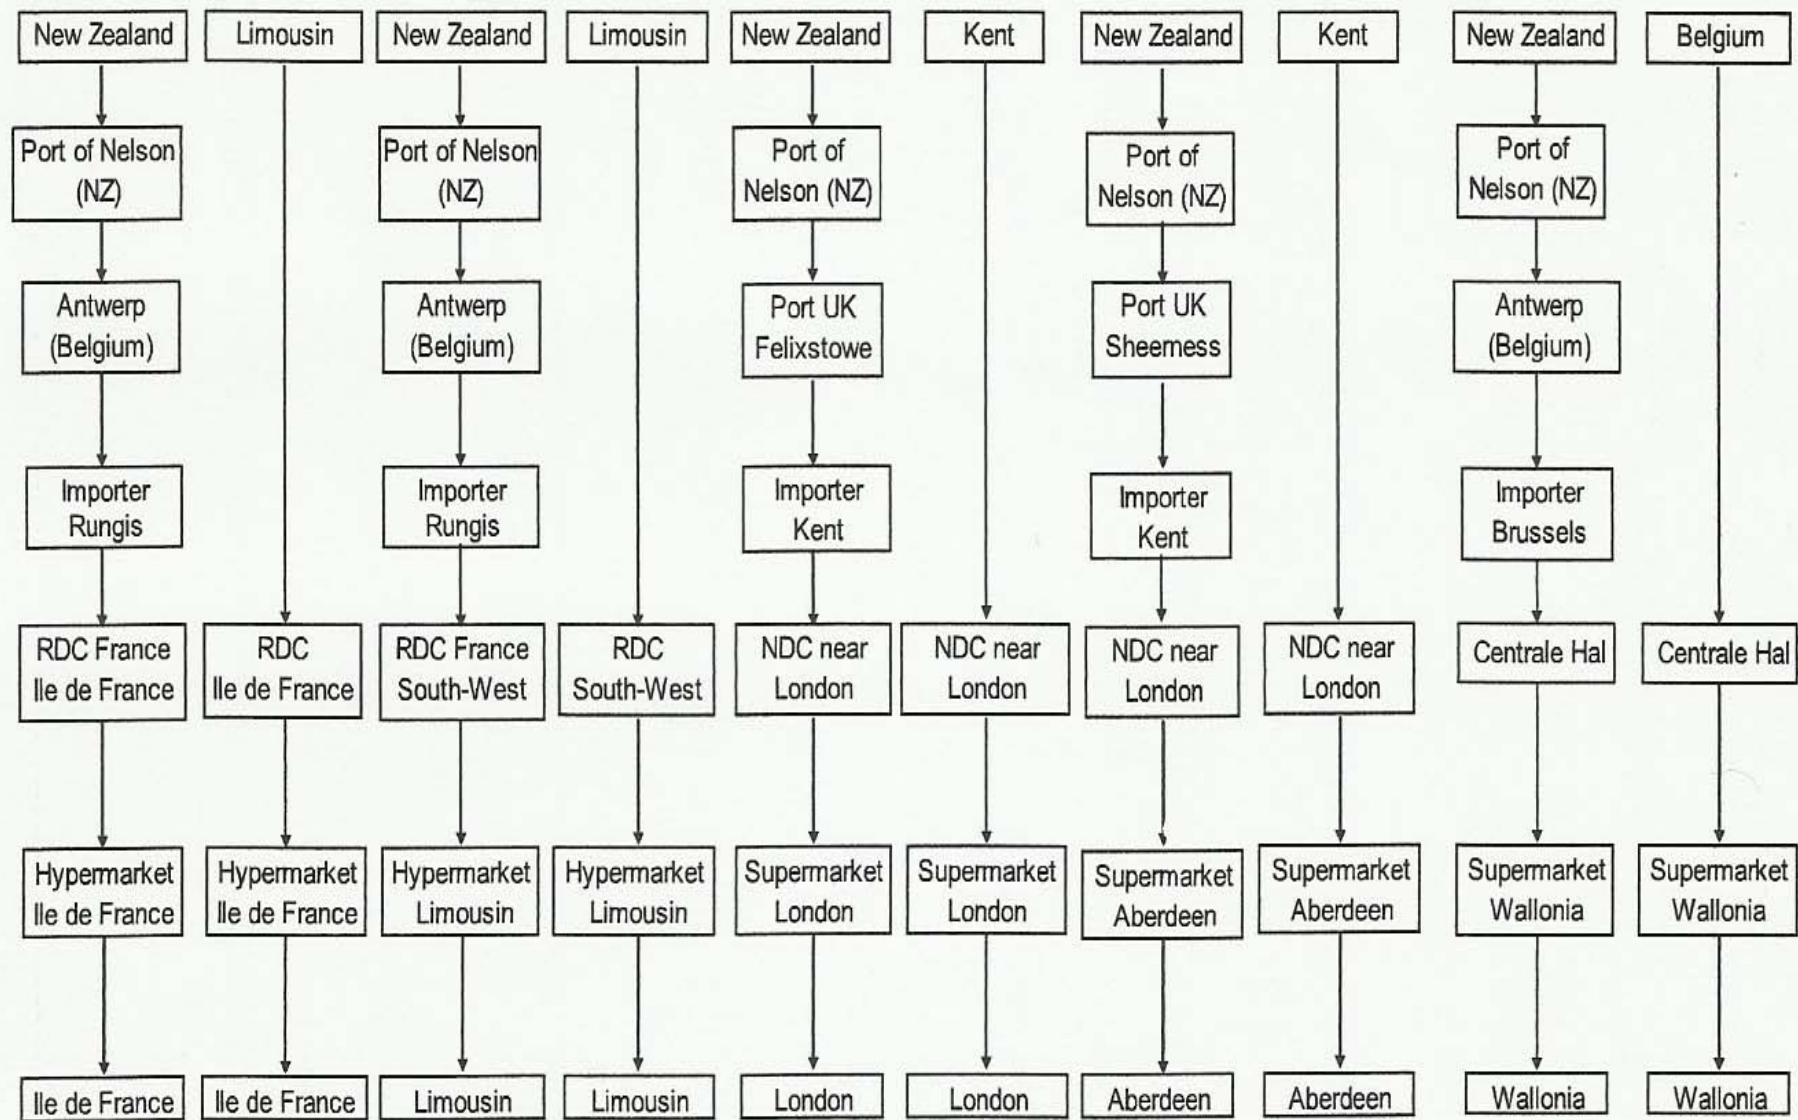 New Zealand
Limousin
New Zealand
Limousin
New Zealand
Kent
New Zealand
Kent
New Zealand
Belgium
Port of Nelson
(NZ)
Port of Nelson
(NZ)
Port of
Nelson (NZ)
Port of
Nelson (NZ)
Port of
Nelson (NZ)
Antwerp
(Belgium)
Antwerp
(Belgium)
Port UK
Felixstowe
Port UK
Sheerness
Antwerp
(Belgium)
Importer
Rungis
Importer
Rungis
Importer
Kent
Importer
Kent
Importer
Brussels
RDC France
Ile de France
RDC
Ile de France
RDC France
South-West
RDC
South-West
NDC near
London
NDC near
London
NDC near
London
NDC near
London
Centrale Hal
Centrale Hal
Hypermarket
Ile de France
Hypermarket
Ile de France
Hypermarket
Limousin
Hypermarket
Limousin
Supermarket
London
Supermarket
London
Supermarket
Aberdeen
Supermarket
Aberdeen
Supermarket
Wallonia
Supermarket
Wallonia
Ile de France
Ile de France
Limousin
Limousin
London
London
Aberdeen
Aberdeen
Wallonia
Wallonia